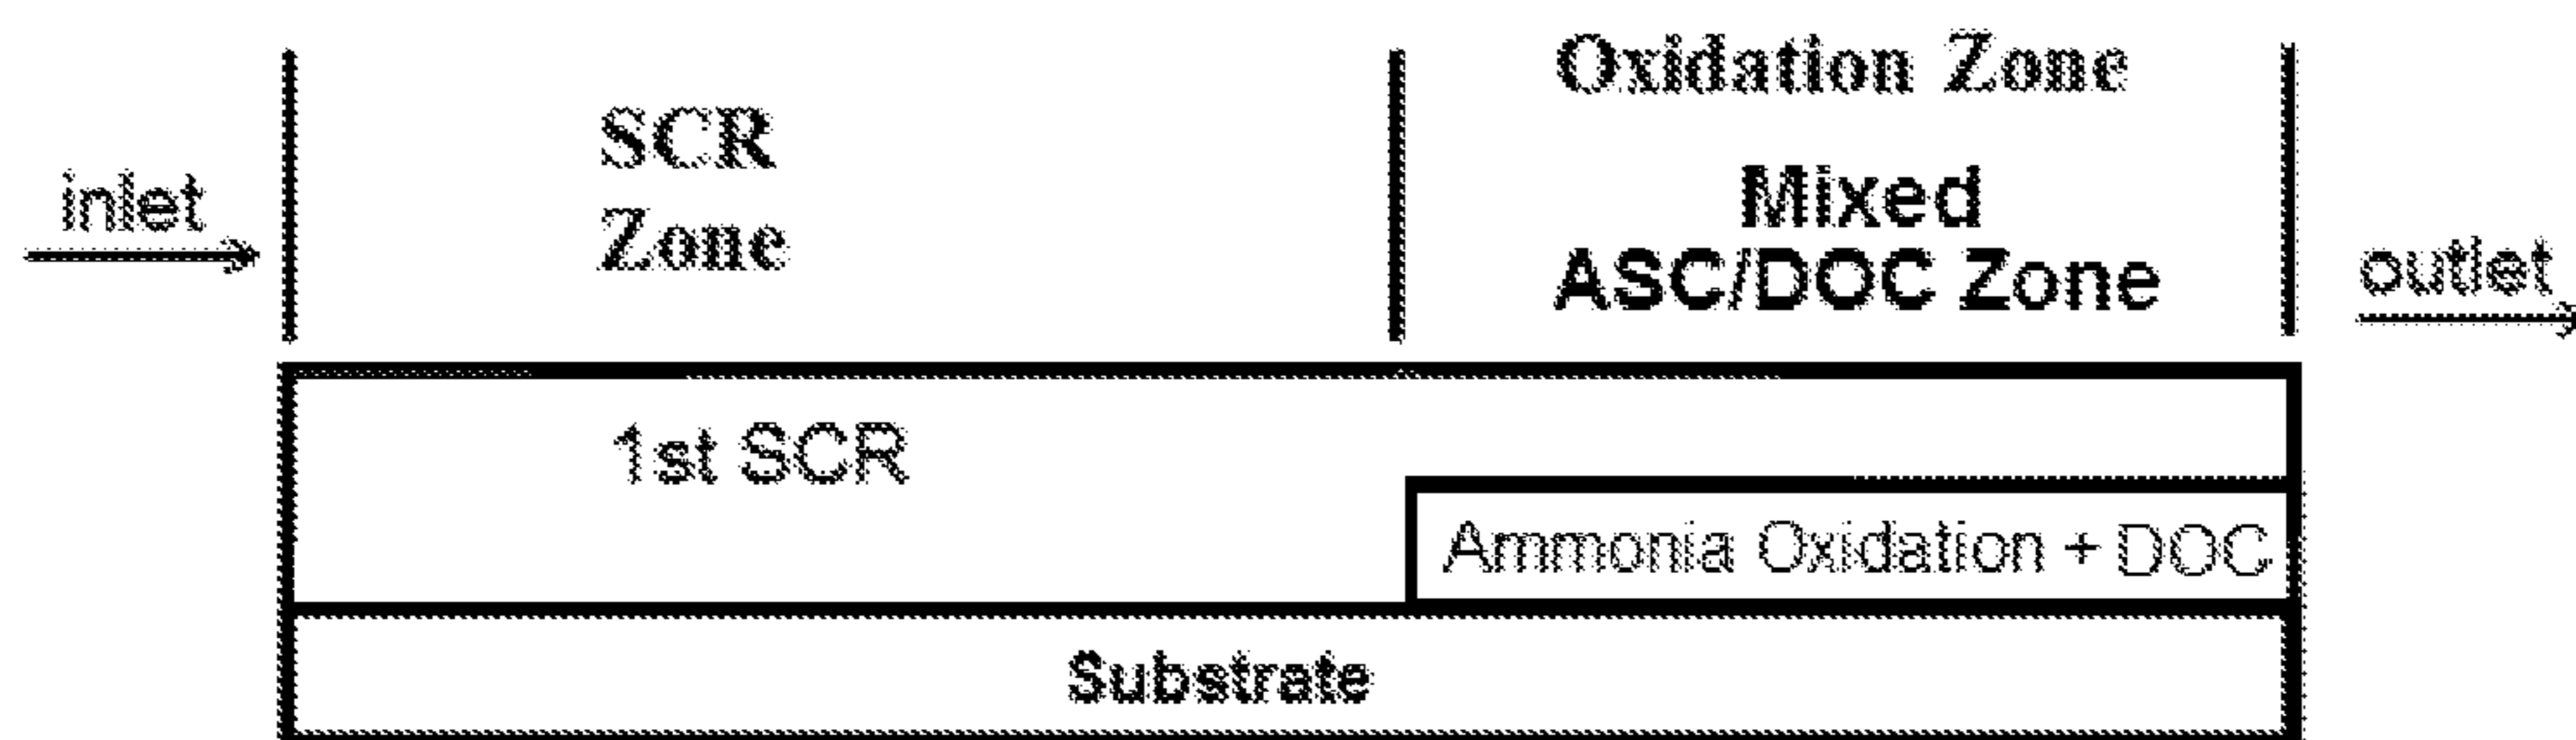 inlet
SCR
Zone
Oxidation Zone
Mixed
ASC/DOC Zone
outlet
1st SCR
Ammonia Oxidation + DOC
Substrate